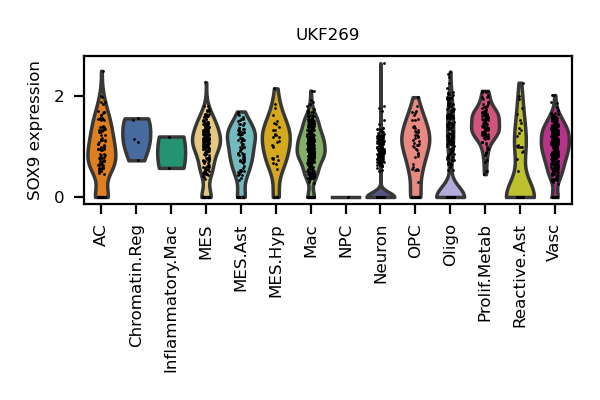 UKF269
SOX9 expression
2
0
AC
Chromatin.Reg
Inflammatory.Mac
MES
MES.Ast
MES.Hyp
Mac
NPC
Neuron
OPC
Oligo
Prolif.Metab
Reactive.Ast
Vasc